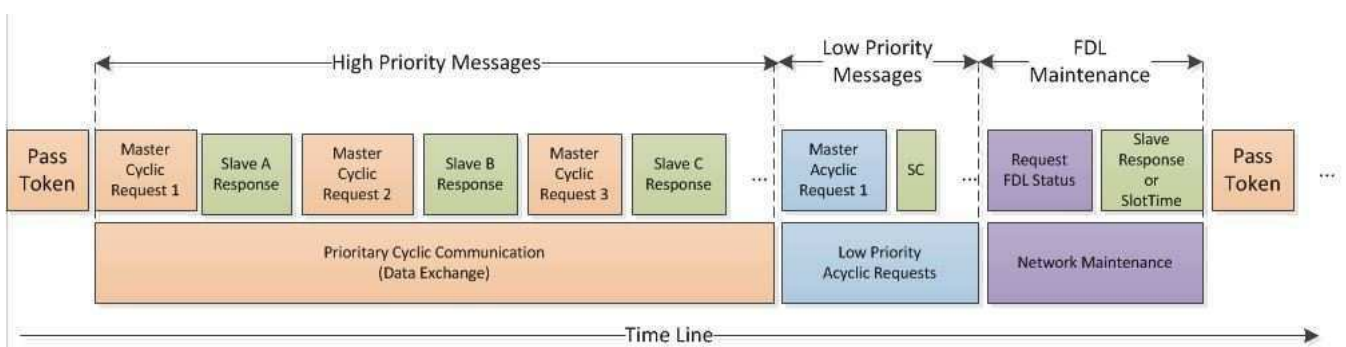 High Priority Messages
Low Priority
Messages
FDL
Maintenance
Pass
Token
Master
Cyclic
Request 1
Slave A
Response
Master
Cyclic
Request 2
Slave B
Response
Master
Cyclic
Request 3
Slave C
Response
...
Master
Acyclic
Request 1
SC
...
Request
FDL Status
Slave
Response
or
SlotTime
Pass
Token
...
Prioritary Cyclic Communication
(Data Exchange)
Low Priority
Acyclic Requests
Network Maintenance
Time Line